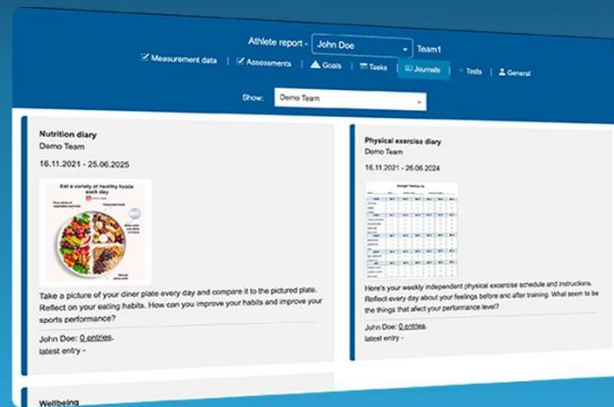 Athlete report - John Doe Team1
Measurement data Assessments Goals Tasks Journals Tests General
Show: Demo Team
Nutrition diary
Demo Team
16.11.2021 - 25.06.2025
Eat a variety of healthy foods
each day
Take a picture of your diner plate every day and compare it to the pictured plate.
Reflect on your eating habits. How can you improve your habits and improve your
sports performance?
John Doe: 0 entries,
latest entry -
Physical exercise diary
Demo Team
16.11.2021 - 26.06.2024
Here's your weekly independent physical excercise schedule and instructions.
Reflect every day about your feelings before and after training. What seem to be
the things that afect your performance level?
John Doe: 0 entries,
latest entry -
Wellbeing